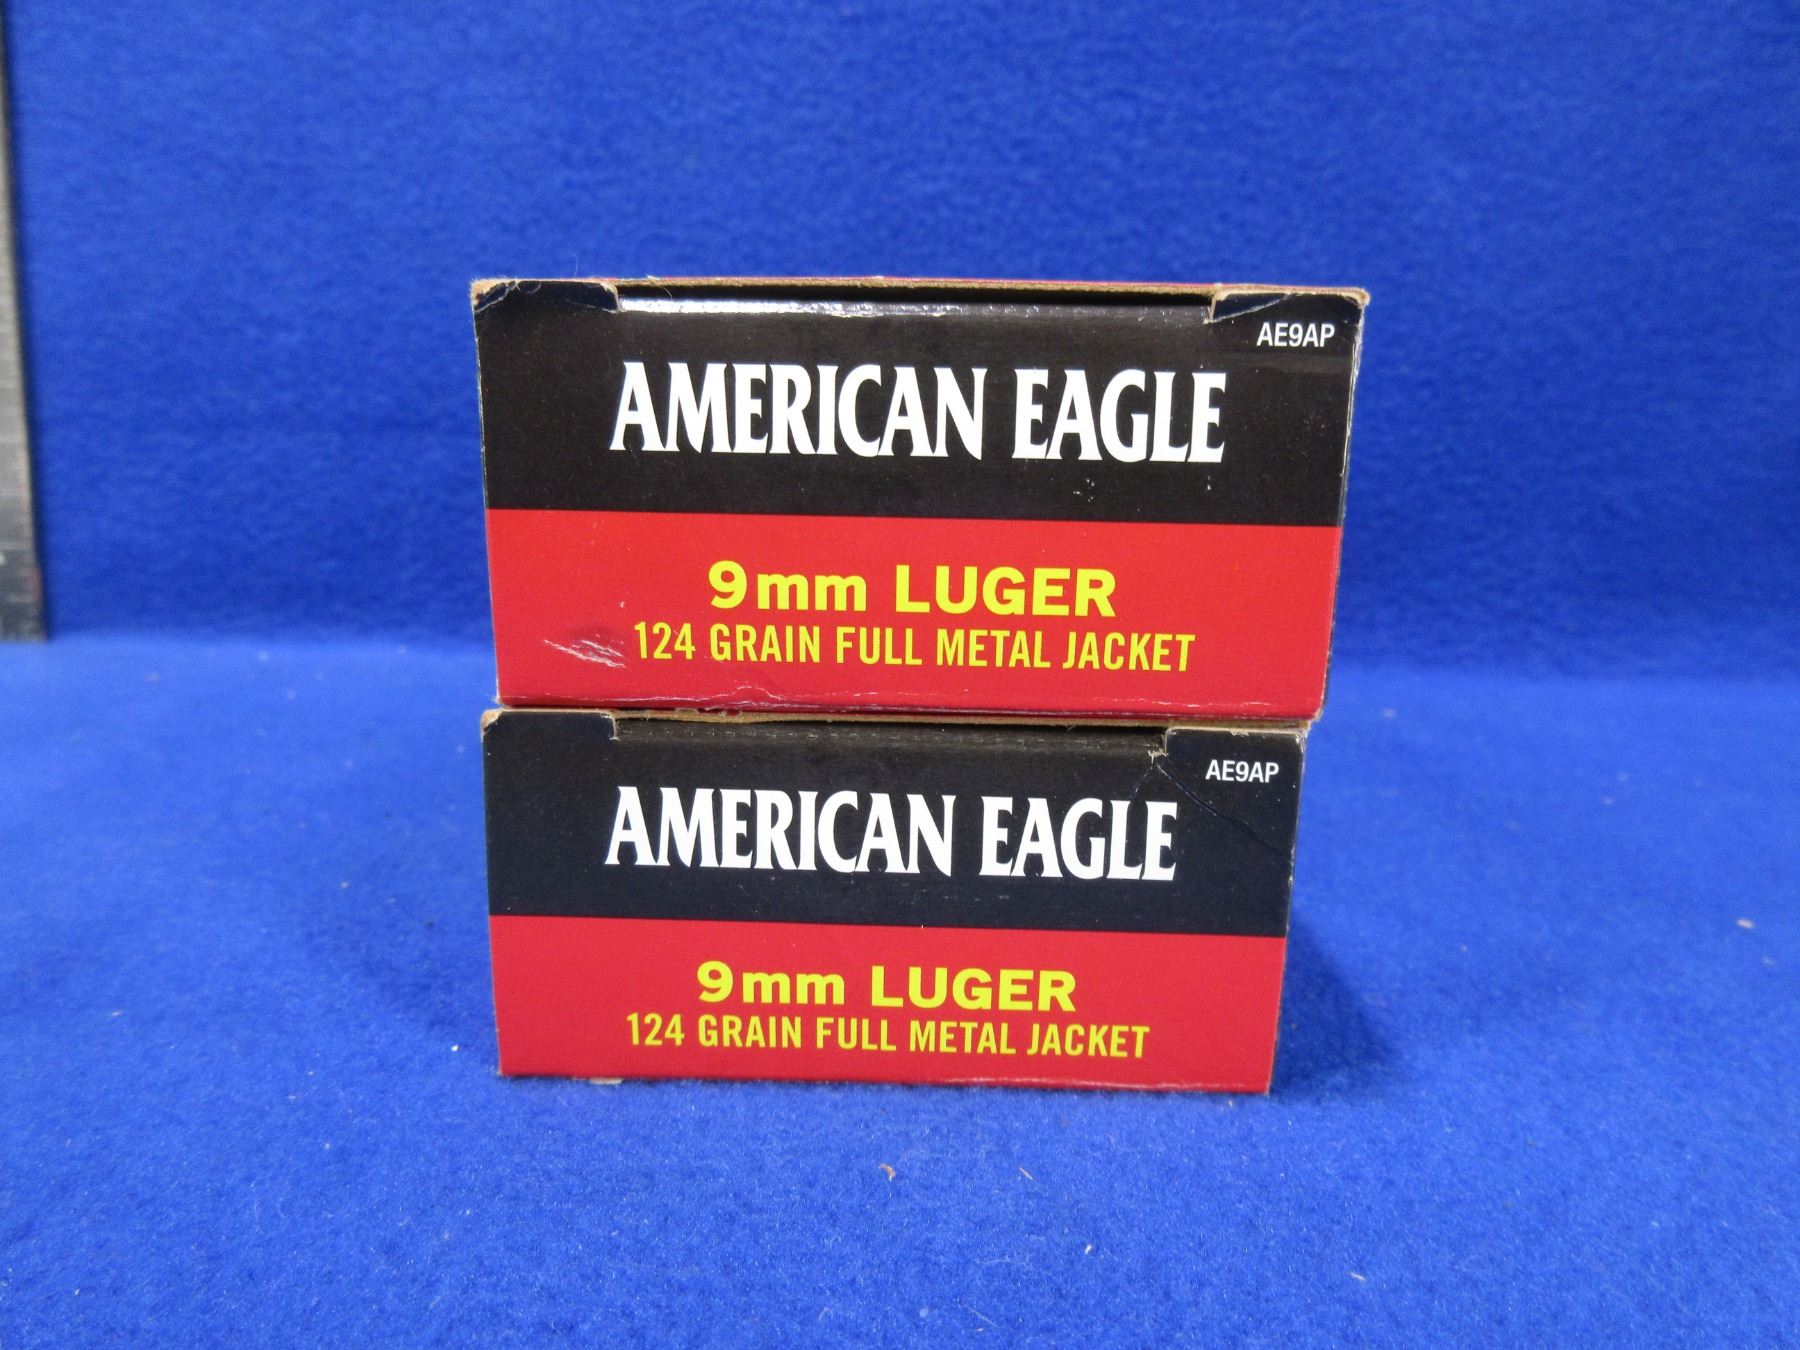 AE9AP
AMERICAN EAGLE
9mm LUGER
124 GRAIN FULL METAL JACKET
AE9AP
AMERICAN EAGLE
9mm LUGER
124 GRAIN FULL METAL JACKET